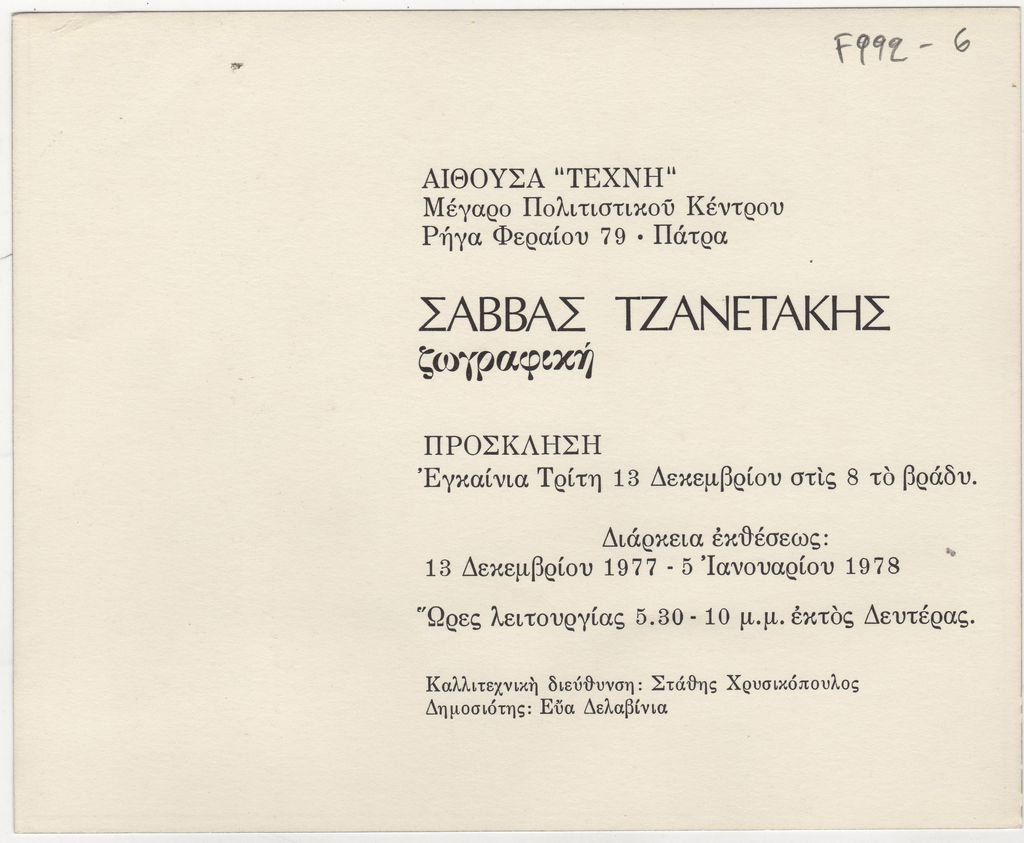 F992 - 6
ΑΙΘΟΥΣΑ "ΤΕΧΝΗ"
Μέγαρο Πολιτιστικοῦ Κέντρου
Ρήγα Φεραίου 79 · Πάτρα
ΣΑΒΒΑΣ ΤΖΑΝΕΤΑΚΗΣ
ζωγραφική
ΠΡΟΣΚΛΗΣΗ
Ἐγκαίνια Τρίτη 13 Δεκεμβρίου στὶς 8 τὸ βράδυ.
Διάρκεια ἐκθέσεως:
13 Δεκεμβρίου 1977 - 5 Ἰανουαρίου 1978
Ὥρες λειτουργίας 5.30 - 10 μ.μ. ἐκτὸς Δευτέρας.
Καλλιτεχνικὴ διεύθυνση: Στάθης Χρυσικόπουλος
Δημοσιότης: Εὔα Δελαβίνια